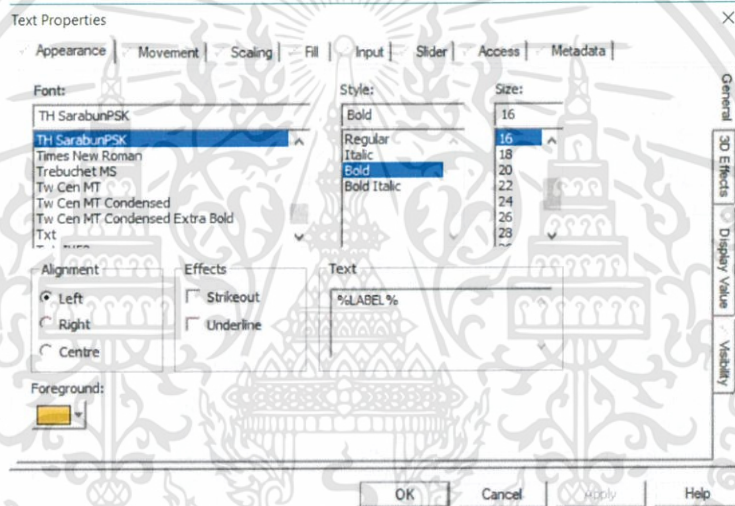 Text Properties
Appearance Movement Scaling Fill Input Slider Access Metadata
General
3D Effects
Display Value
Visibility
Font: Style: Size:
TH SarabunPSK Bold 16
TH SarabunPSK Regular 16
Times New Roman Italic 18
Trebuchet MS Bold 20
Tw Cen MT Bold Italic 22
Tw Cen MT Condensed 24
Tw Cen MT Condensed Extra Bold 26
Txt 28
Alignment Effects Text
Left Strikeout %LABEL%
Right Underline
Centre
Foreground:
OK Cancel Apply Help